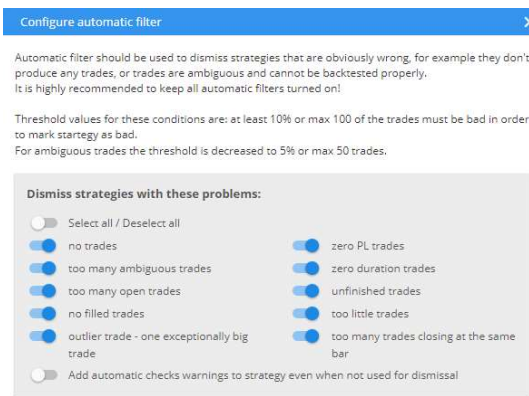 Configure automatic filter
Automatic filter should be used to dismiss strategies that are obviously wrong, for example they don't
produce any trades, or trades are ambiguous and cannot be backtested properly.
It is highly recommended to keep all automatic filters turned on!
Threshold values for these conditions are: at least 10% or max 100 of the trades must be bad in order
to mark startegy as bad.
For ambiguous trades the threshold is decreased to 5% or max 50 trades.
Dismiss strategies with these problems:
Select all / Deselect all
no trades
zero PL trades
too many ambiguous trades
zero duration trades
too many open trades
unfinished trades
no filled trades
too little trades
outlier trade - one exceptionally big
trade
too many trades closing at the same
bar
Add automatic checks warnings to strategy even when not used for dismissal